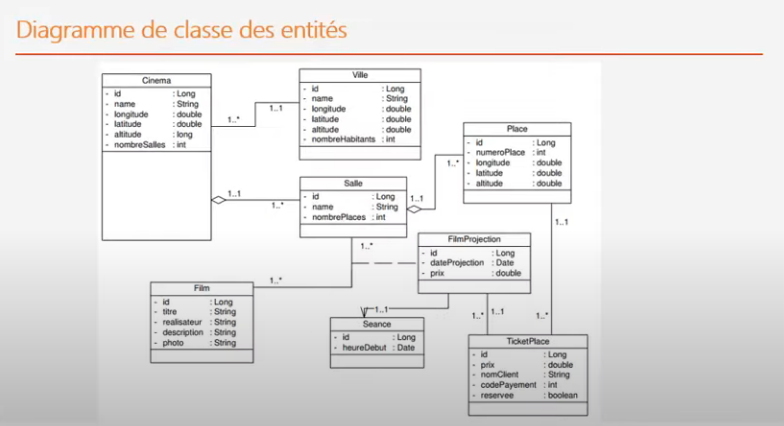 Diagramme de classe des entités
Cinema
- id : Long
- name : String
- longitude : double
- latitude : double
- altitude : long
- nombreSalles : int
1..*
1..1
Ville
- id : Long
- name : String
- longitude : double
- latitude : double
- altitude : double
- nombreHabitants : int
1..1
1..*
Salle
- id : Long
- name : String
- nombrePlaces : int
1..1
1..*
Place
- id : Long
- numeroPlace : int
- longitude : double
- latitude : double
- altitude : double
1..1
1..*
1..*
FilmProjection
- id : Long
- dateProjection : Date
- prix : double
Film
- id : Long
- titre : String
- realisateur : String
- description : String
- photo : String
1..1
Seance
- id : Long
- heureDebut : Date
1..*
1..1
1..*
TicketPlace
- id : Long
- prix : double
- nomClient : String
- codePayement : int
- reservee : boolean